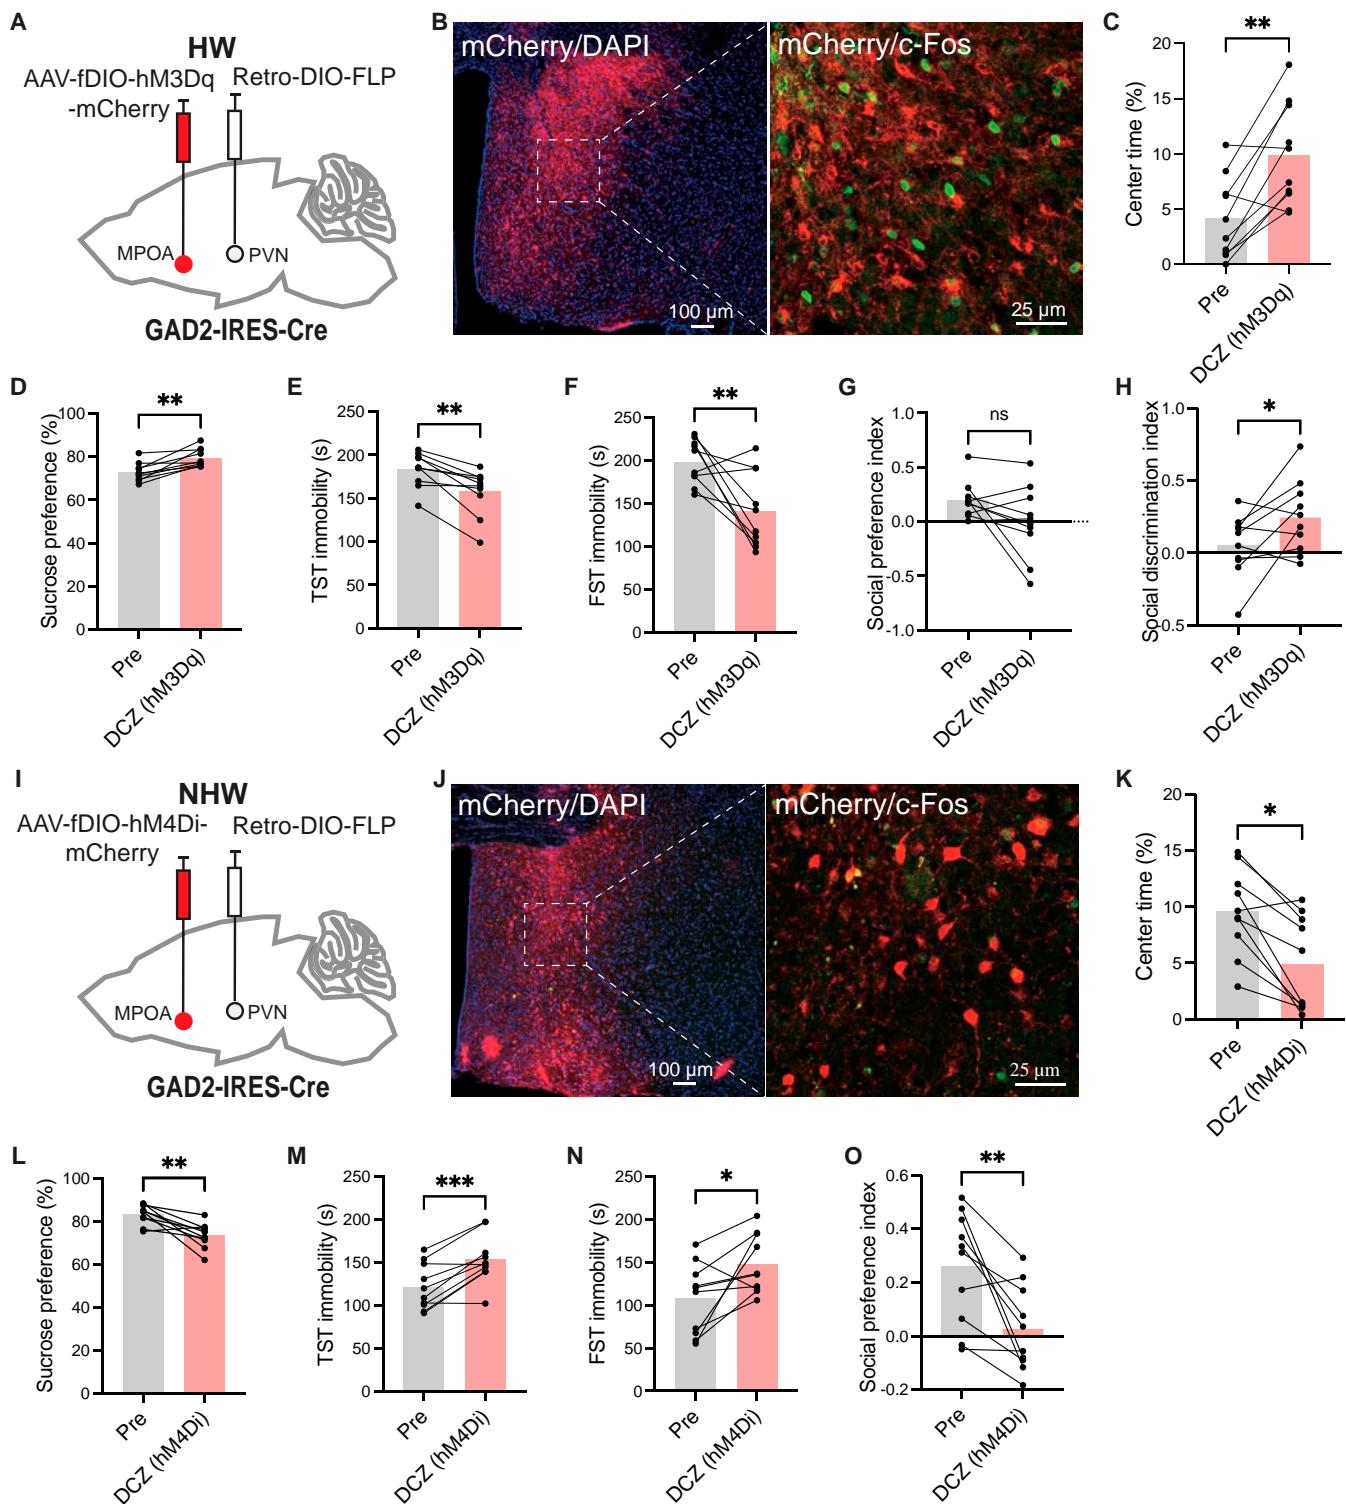 A
HW
AAV-fDIO-hM3Dq
-mCherry
Retro-DIO-FLP
MPOA
PVN
GAD2-IRES-Cre
B
mCherry/DAPI
100 µm
mCherry/c-Fos
25 µm
C
**
Center time (%)
20
15
10
5
0
Pre
DCZ (hM3Dq)
D
**
Sucrose preference (%)
100
80
60
40
20
0
Pre
DCZ (hM3Dq)
E
**
TST immobility (s)
250
200
150
100
50
0
Pre
DCZ (hM3Dq)
F
**
FST immobility (s)
250
200
150
100
50
0
Pre
DCZ (hM3Dq)
G
ns
Social preference index
1.0
0.5
0.0
-0.5
-1.0
Pre
DCZ (hM3Dq)
H
*
Social discrimination index
1.0
0.5
0.0
-0.5
Pre
DCZ (hM3Dq)
I
NHW
AAV-fDIO-hM4Di-
mCherry
Retro-DIO-FLP
MPOA
PVN
GAD2-IRES-Cre
J
mCherry/DAPI
100 µm
mCherry/c-Fos
25 µm
K
*
Center time (%)
20
15
10
5
0
Pre
DCZ (hM4Di)
L
**
Sucrose preference (%)
100
80
60
40
20
0
Pre
DCZ (hM4Di)
M
***
TST immobility (s)
250
200
150
100
50
0
Pre
DCZ (hM4Di)
N
*
FST immobility (s)
250
200
150
100
50
0
Pre
DCZ (hM4Di)
O
**
Social preference index
0.6
0.4
0.2
0.0
-0.2
Pre
DCZ (hM4Di)